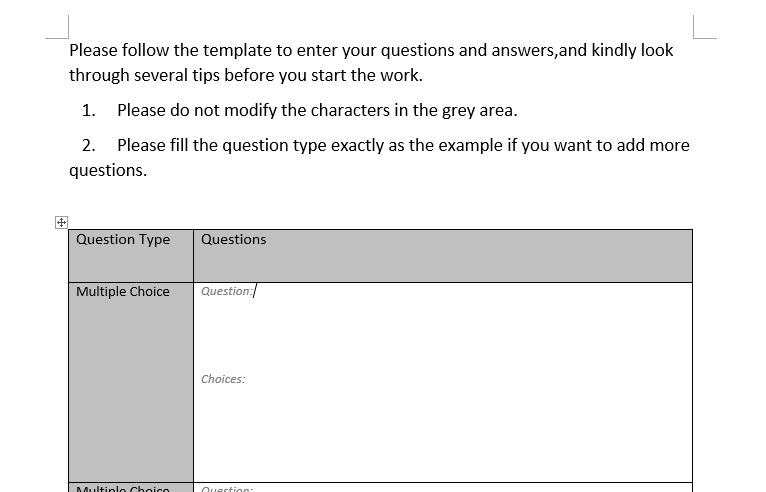 Please follow the template to enter your questions and answers,and kindly look
through several tips before you start the work.
1. Please do not modify the characters in the grey area.
2. Please fill the question type exactly as the example if you want to add more
questions.
Question Type Questions
Multiple Choice Question:
Choices:
Multiple Choice Question: